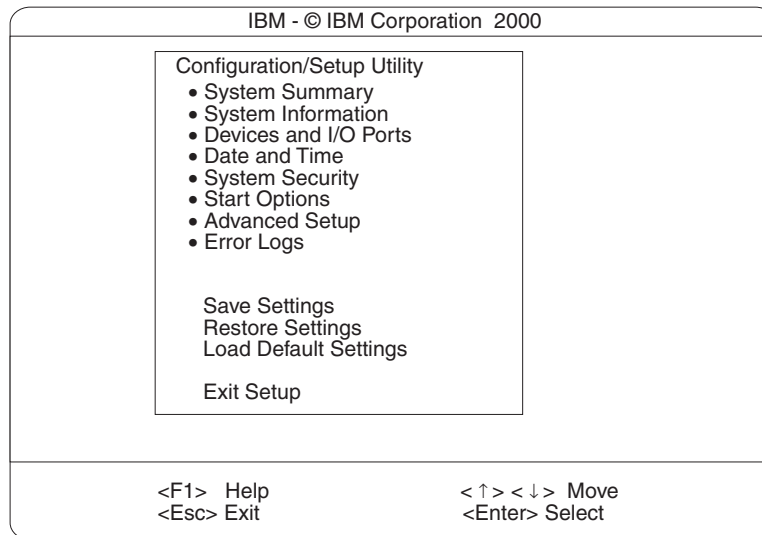 IBM - © IBM Corporation 2000
Configuration/Setup Utility
• System Summary
• System Information
• Devices and I/O Ports
• Date and Time
• System Security
• Start Options
• Advanced Setup
• Error Logs
Save Settings
Restore Settings
Load Default Settings
Exit Setup
<F1> Help < ↑ > < ↓ > Move
<Esc> Exit <Enter> Select